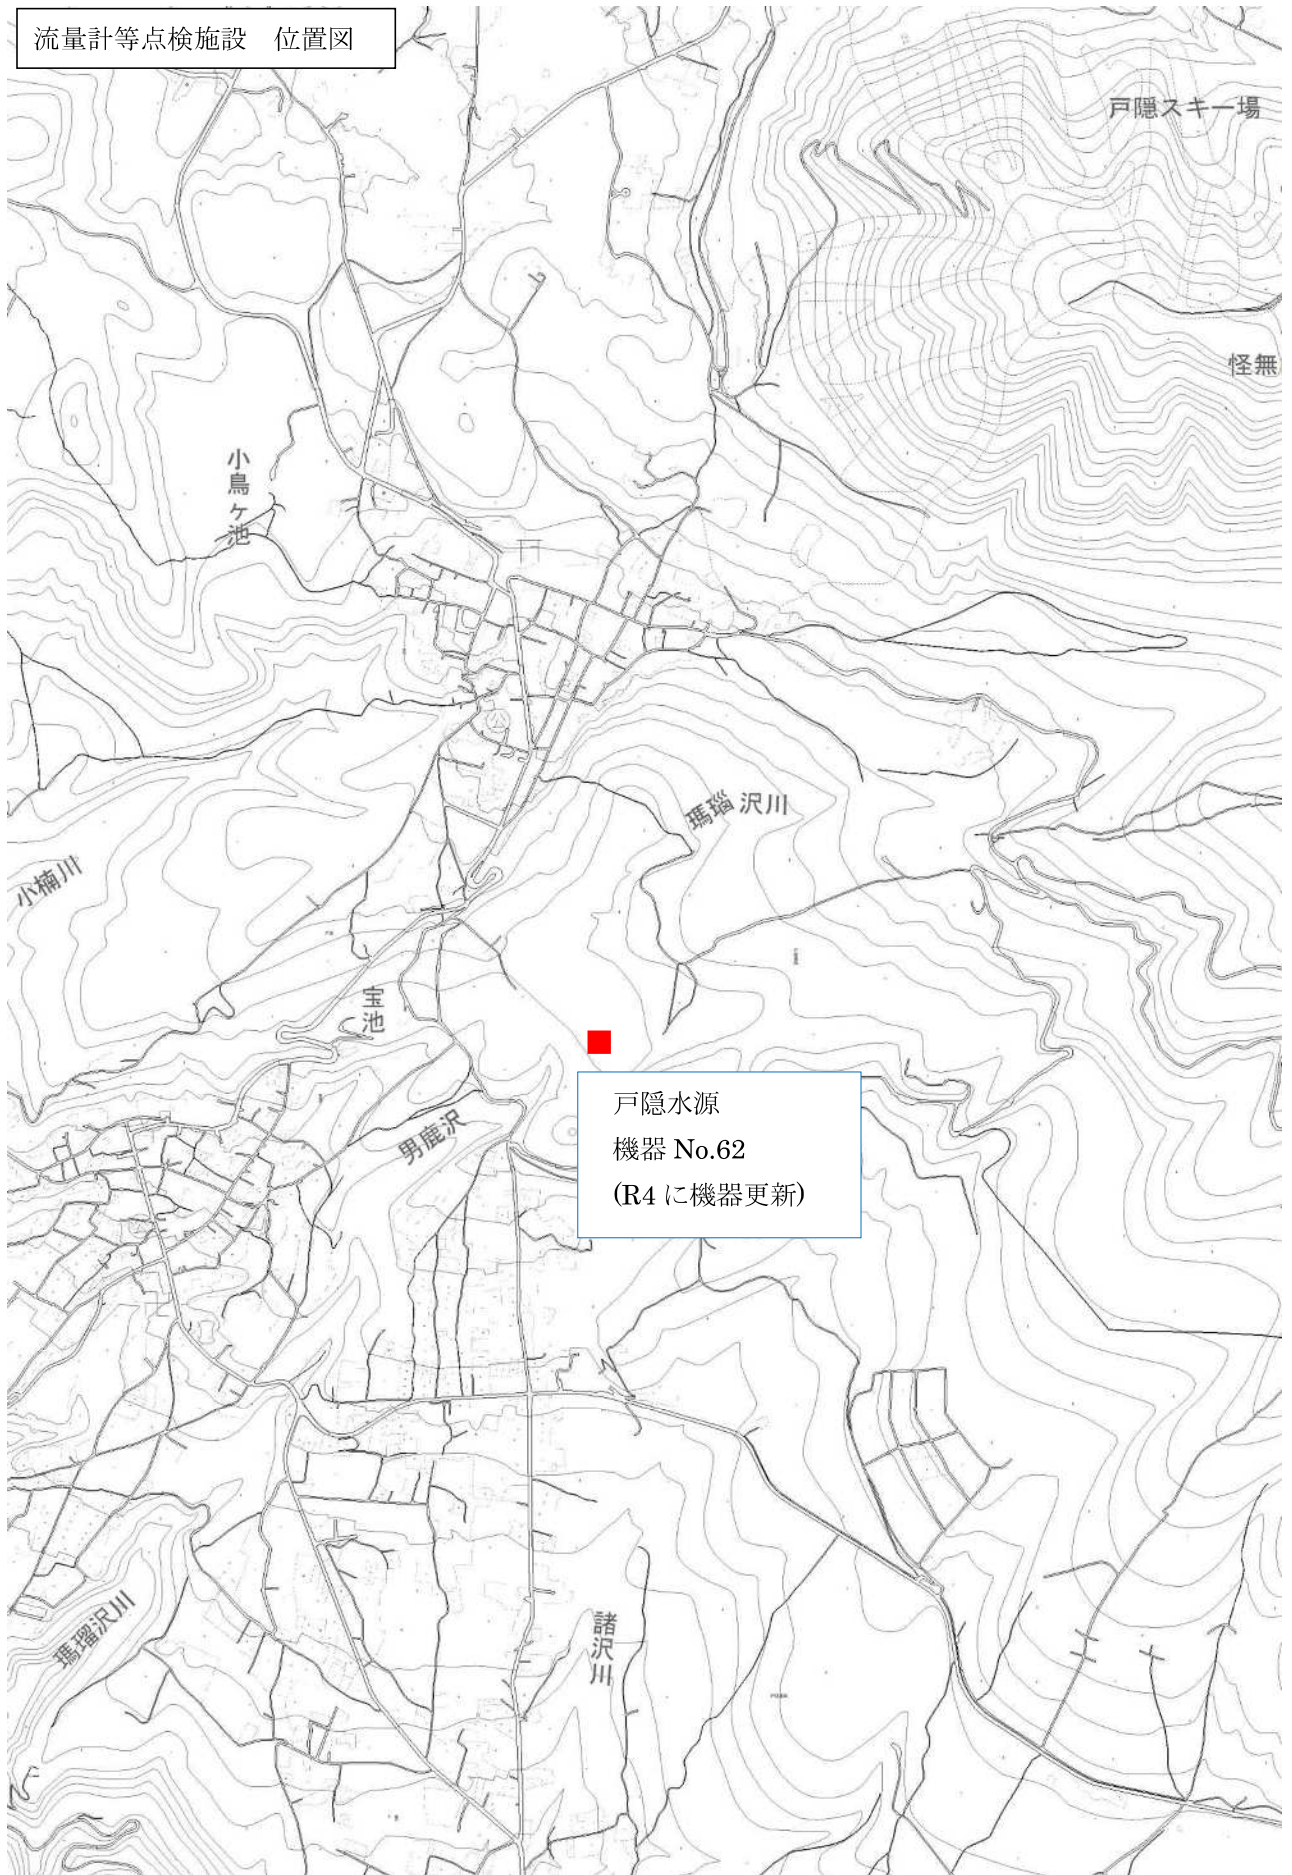 流量計等点検施設　位置図
戸隠スキー場
怪無
小鳥ヶ池
瑪瑙沢川
小楠川
宝池
戸隠水源
機器 No.62
(R4 に機器更新)
男鹿沢
瑪瑠沢川
諸沢川